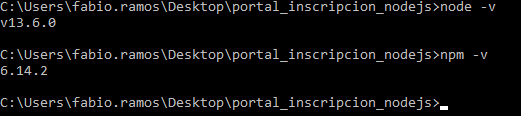 C:\Users\fabio.ramos\Desktop\portal_inscripcion_nodejs>node -v
v13.6.0
C:\Users\fabio.ramos\Desktop\portal_inscripcion_nodejs>npm -v
6.14.2
C:\Users\fabio.ramos\Desktop\portal_inscripcion_nodejs>